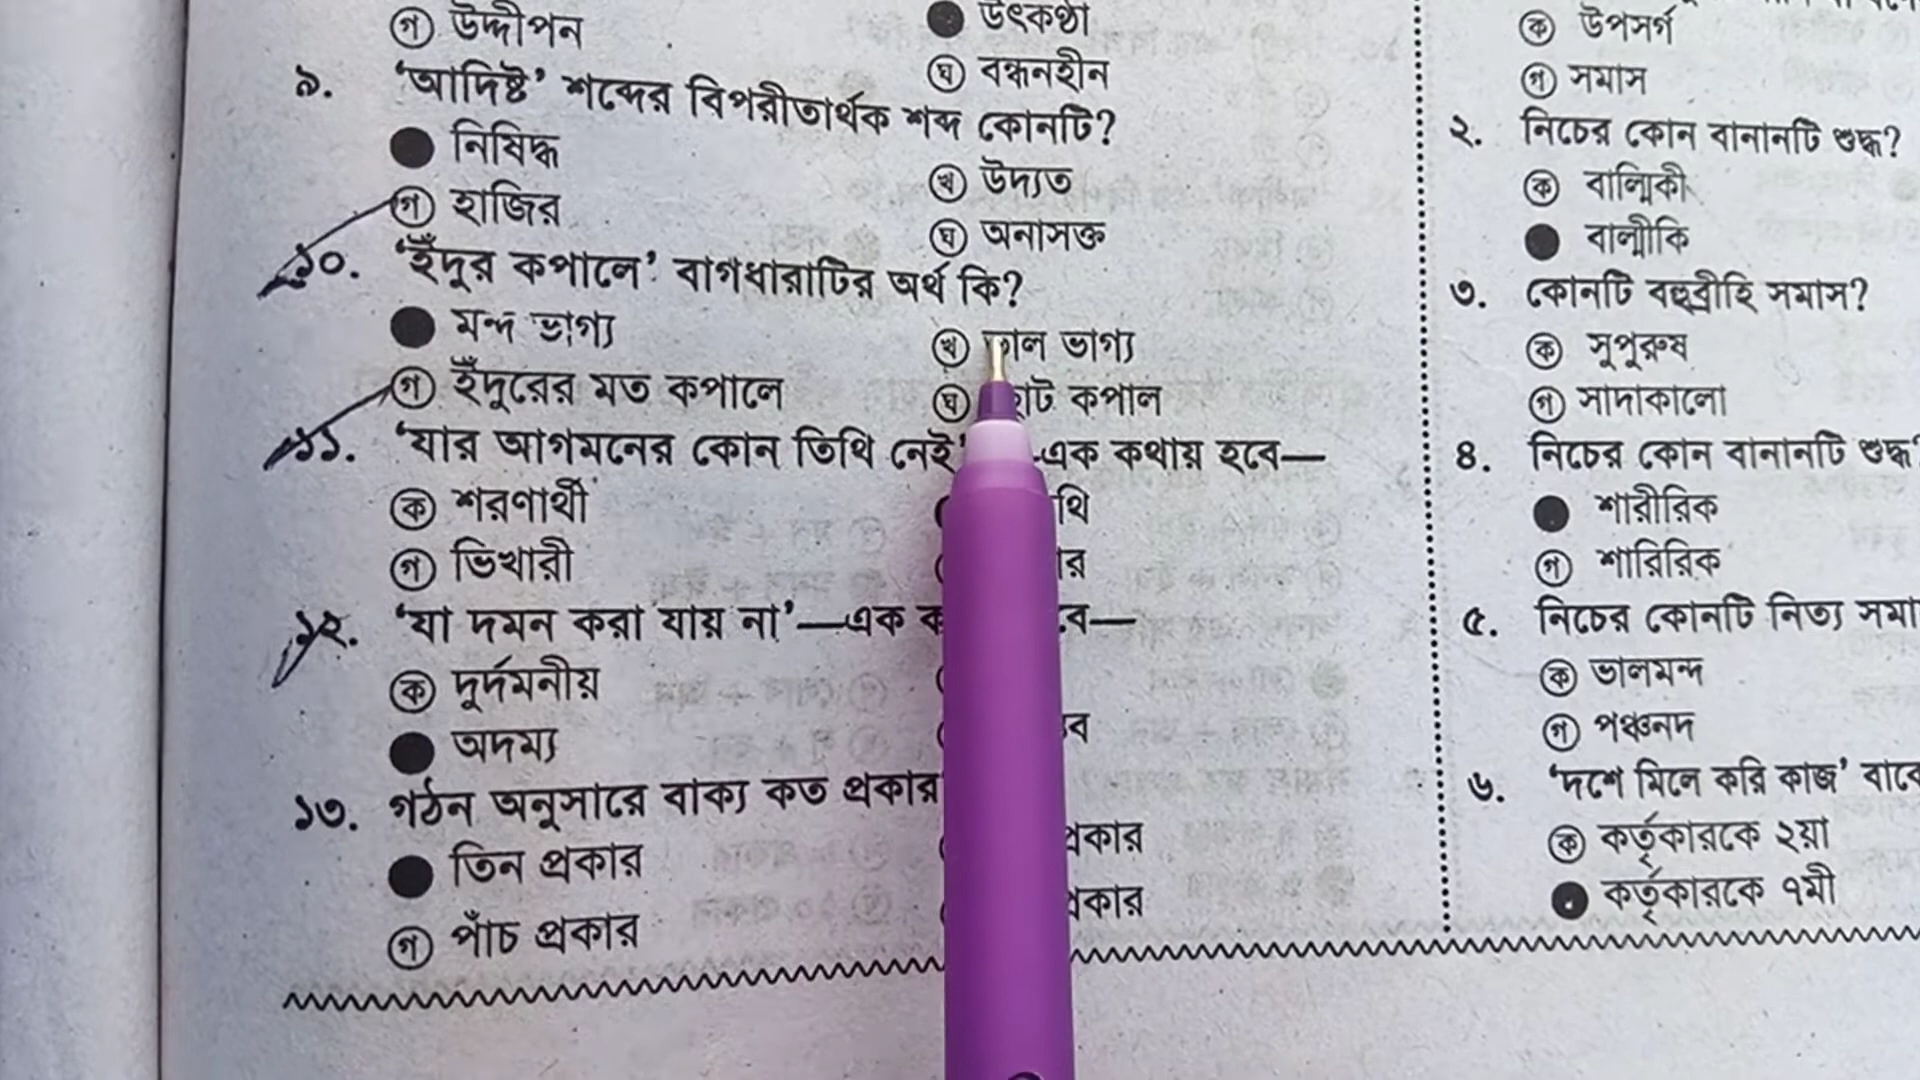 গ উদ্দীপন
উৎকণ্ঠা
ঘ বন্ধনহীন
৯. ‘আদিষ্ট’ শব্দের বিপরীতার্থক শব্দ কোনটি?
নিষিদ্ধ
খ উদ্যত
গ হাজির
ঘ অনাসক্ত
১০. ‘ইঁদুর কপালে’ বাগধারাটির অর্থ কি?
মন্দ ভাগ্য
খ ভাগ্য
গ ইঁদুরের মত কপালে
ঘ কপাল
১১. ‘যার আগমনের কোন তিথি নেই’ এক কথায় হবে—
ক শরণার্থী
গ ভিখারী
১২. ‘যা দমন করা যায় না’—এক
ক দুর্দমনীয়
অদম্য
১৩. গঠন অনুসারে বাক্য কত প্রকার
তিন প্রকার
প্রকার
গ পাঁচ প্রকার
প্রকার
ক উপসর্গ
গ সমাস
২. নিচের কোন বানানটি শুদ্ধ?
ক বাল্মিকী
বাল্মীকি
৩. কোনটি বহুব্রীহি সমাস?
ক সুপুরুষ
গ সাদাকালো
৪. নিচের কোন বানানটি শুদ্ধ?
শারীরিক
গ শারিরিক
৫. নিচের কোনটি নিত্য
ক ভালমন্দ
গ পঞ্চনদ
৬. ‘দশে মিলে করি কাজ’
ক কর্তৃকারকে ২য়া
কর্তৃকারকে ৭মী